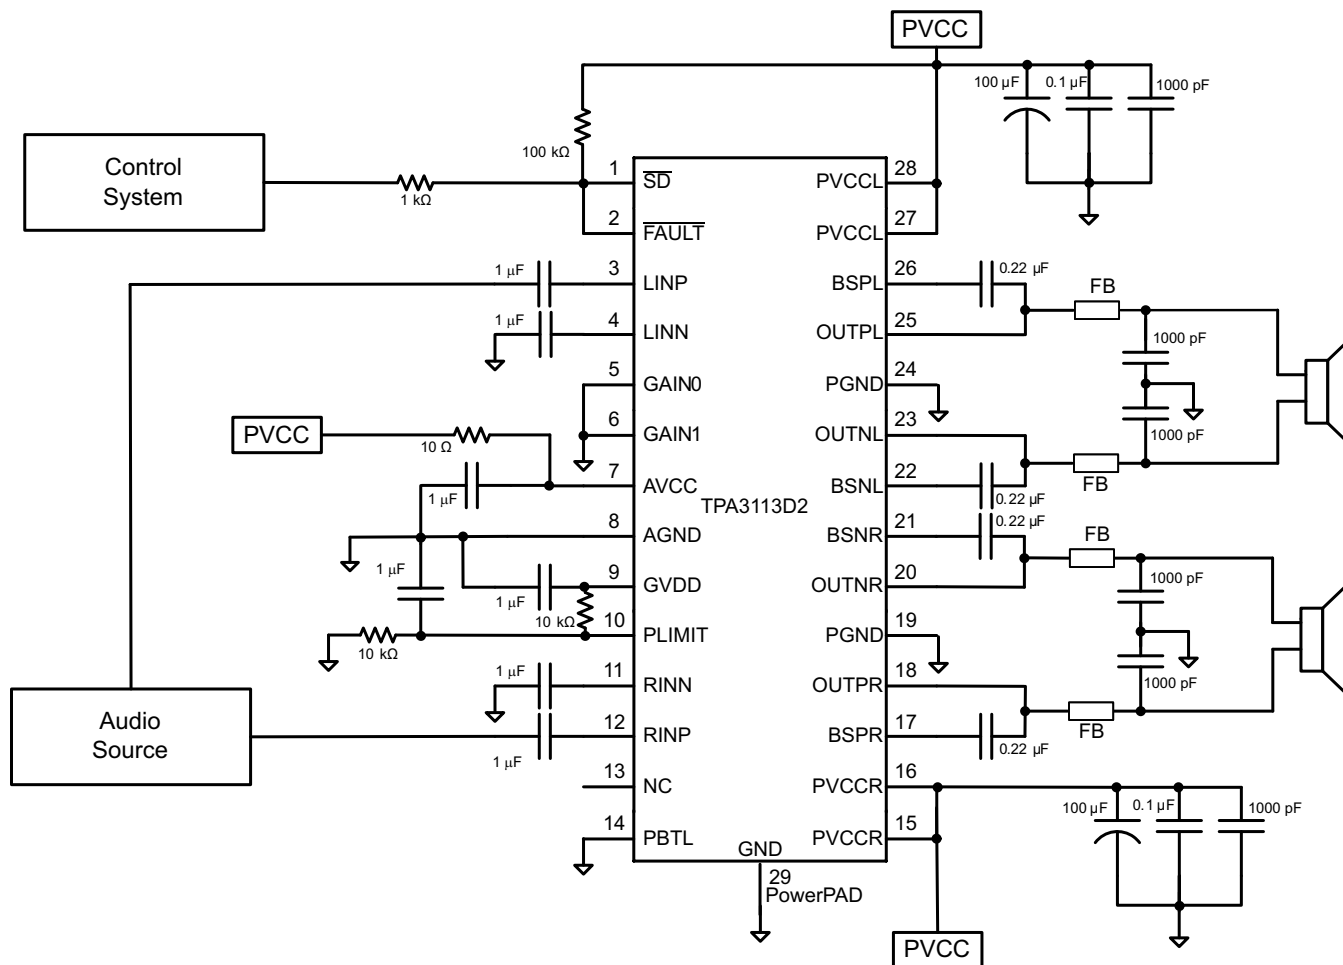 PVCC
100 µF
0.1 µF
1000 pF
Control
System
100 kΩ
1 kΩ
1
SD
28
PVCCL
2
FAULT
27
PVCCL
1 µF
3
LINP
26
BSPL
0.22 µF
FB
1 µF
4
LINN
25
OUTPL
1000 pF
5
GAIN0
24
PGND
PVCC
10 Ω
6
GAIN1
23
OUTNL
1000 pF
FB
1 µF
7
AVCC
22
BSNL
0.22 µF
TPA3113D2
8
AGND
21
BSNR
0.22 µF
FB
1 µF
1 µF
9
GVDD
20
OUTNR
1000 pF
10 kΩ
10 kΩ
10
PLIMIT
19
PGND
1 µF
11
RINN
18
OUTPR
1000 pF
FB
Audio
Source
1 µF
12
RINP
17
BSPR
0.22 µF
13
NC
16
PVCCR
100 µF
0.1 µF
1000 pF
14
PBTL
15
PVCCR
GND
29
PowerPAD
PVCC